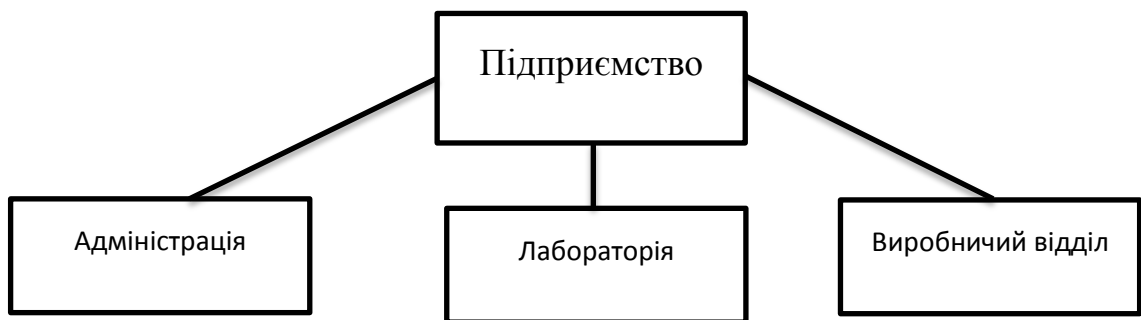 Підприємство
Адміністрація
Лабораторія
Виробничий відділ